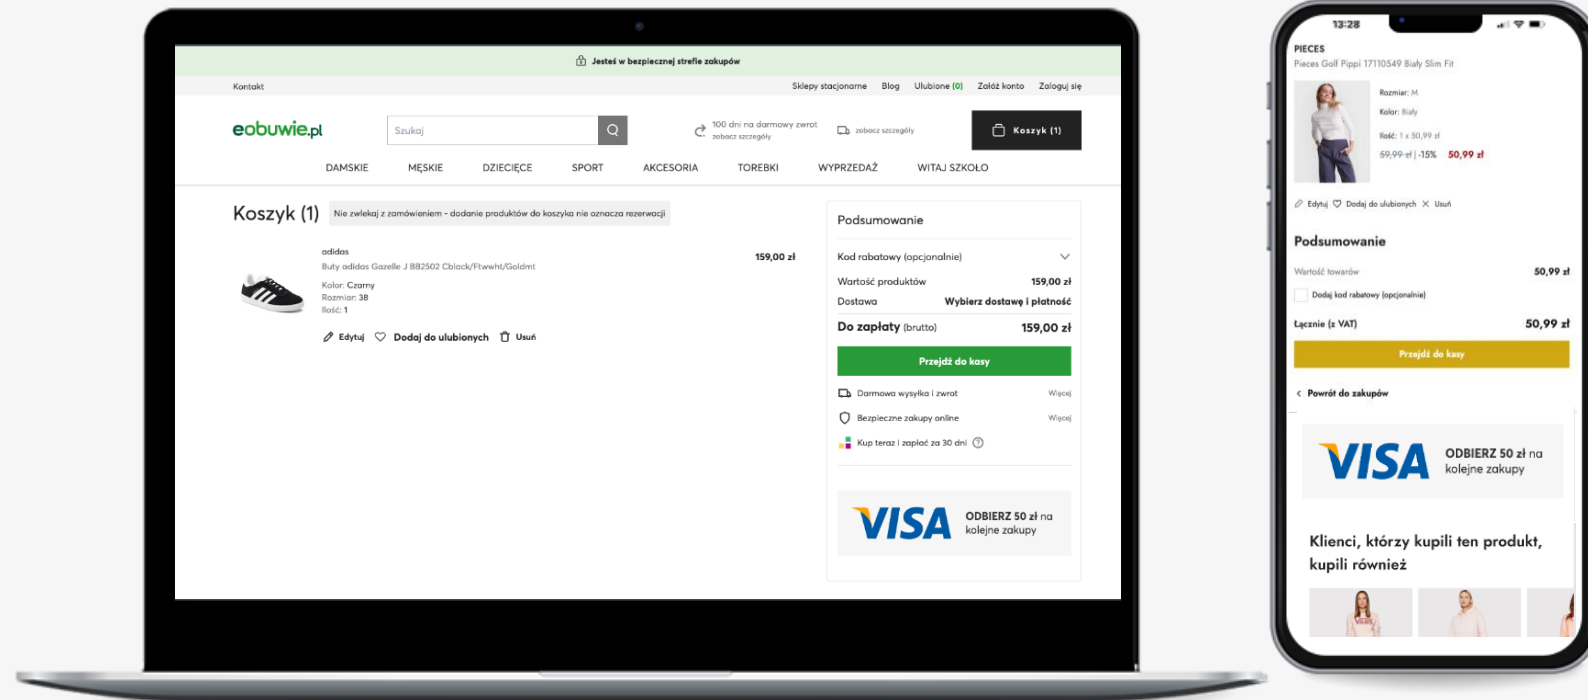 Jesteś w bezpiecznej strefie zakupów
Kontakt
Sklepy stacjonarne Blog Ulubione (0) Załóż konto Zaloguj się
eobuwie.pl
Szukaj
100 dni na darmowy zwrot
zobacz szczegóły
zobacz szczegóły
Koszyk (1)
DAMSKIE MĘSKIE DZIECIĘCE SPORT AKCESORIA TOREBKI WYPRZEDAŻ WITAJ SZKOŁO
Koszyk (1)
Nie zwlekaj z zamówieniem - dodanie produktów do koszyka nie oznacza rezerwacji
adidas
159,00 zł
Buty adidas Gazelle J BB2502 Cblack/Ftwwht/Goldmt
Kolor: Czarny
Rozmiar: 38
Ilość: 1
Edytuj Dodaj do ulubionych Usuń
Podsumowanie
Kod rabatowy (opcjonalnie)
Wartość produktów 159,00 zł
Dostawa Wybierz dostawę i płatność
Do zapłaty (brutto) 159,00 zł
Przejdź do kasy
Darmowa wysyłka i zwrot Więcej
Bezpieczne zakupy online Więcej
Kup teraz i zapłać za 30 dni
VISA
ODBIERZ 50 zł na
kolejne zakupy
13:28
PIECES
Pieces Golf Pippi 17110549 Biały Slim Fit
Rozmiar: M
Kolor: Biały
Ilość: 1 x 50,99 zł
59,99 zł | -15% 50,99 zł
Edytuj Dodaj do ulubionych Usuń
Podsumowanie
Wartość towarów 50,99 zł
Dodaj kod rabatowy (opcjonalnie)
Łącznie (z VAT) 50,99 zł
Przejdź do kasy
Powrót do zakupów
VISA
ODBIERZ 50 zł na
kolejne zakupy
Klienci, którzy kupili ten produkt,
kupili również